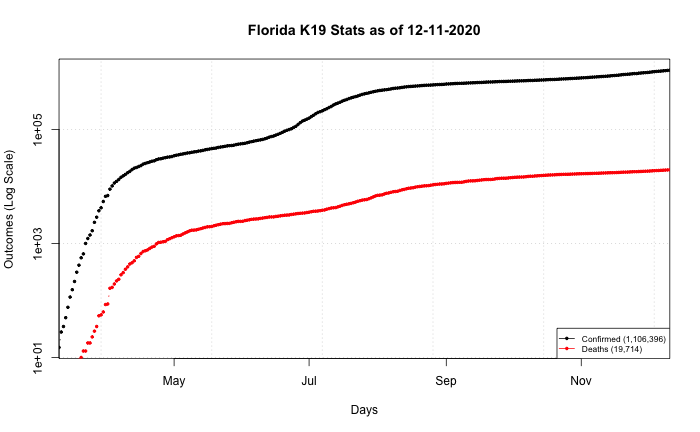 Florida K19 Stats as of 12-11-2020
Outcomes (Log Scale)
1e+05
1e+03
1e+01
Confirmed (1,106,396)
Deaths (19,714)
May
Jul
Sep
Nov
Days